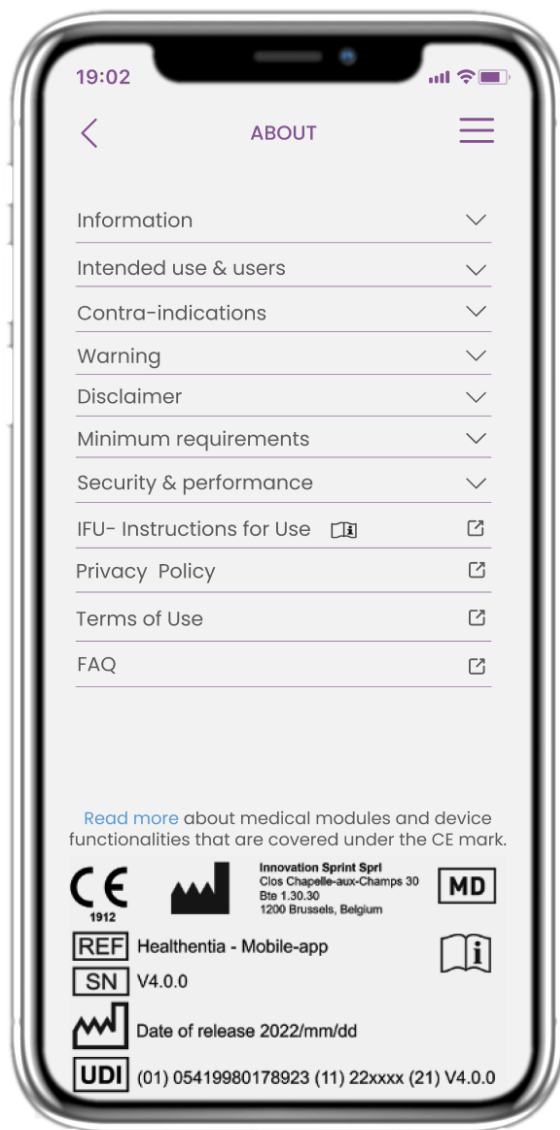 19:02
ABOUT
Information
Intended use & users
Contra-indications
Warning
Disclaimer
Minimum requirements
Security & performance
IFU- Instructions for Use
Privacy Policy
Terms of Use
FAQ
Read more about medical modules and device
functionalities that are covered under the CE mark.
CE
1912
Innovation Sprint Sprl
Clos Chapelle-aux-Champs 30
Bte 1.30.30
1200 Brussels, Belgium
MD
REF Healthentia - Mobile-app
SN V4.0.0
Date of release 2022/mm/dd
UDI (01) 05419980178923 (11) 22xxxx (21) V4.0.0